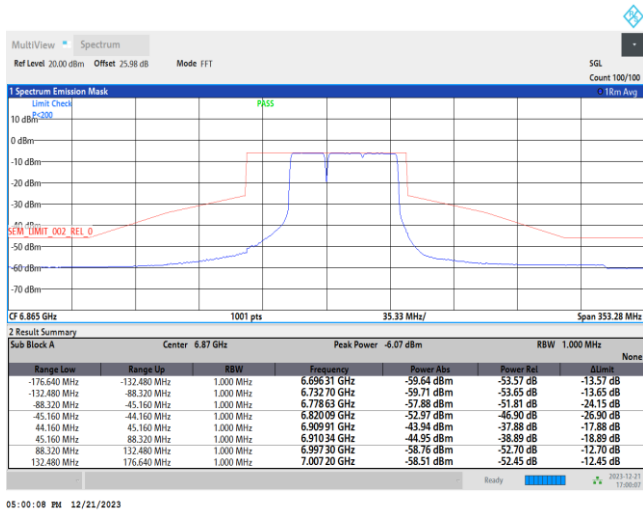 MultiView Spectrum
Ref Level 20.00 dBm Offset 25.98 dB Mode FFT SGL
Count 100/100
1 Spectrum Emission Mask 1Rm Avg
Limit Check PASS
P<200
10 dBm
0 dBm
-10 dBm
-20 dBm
-30 dBm
-40 dBm
SEM_LIMIT_002_REL_0
-50 dBm
-60 dBm
-70 dBm
CF 6.865 GHz 1001 pts 35.33 MHz/ Span 353.28 MHz
2 Result Summary
Sub Block A Center 6.87 GHz Peak Power -6.07 dBm RBW 1.000 MHz
None
Range Low Range Up RBW Frequency Power Abs Power Rel ΔLimit
-176.640 MHz -132.480 MHz 1.000 MHz 6.69631 GHz -59.64 dBm -53.57 dB -13.57 dB
-132.480 MHz -88.320 MHz 1.000 MHz 6.73270 GHz -59.71 dBm -53.65 dB -13.65 dB
-88.320 MHz -45.160 MHz 1.000 MHz 6.77863 GHz -57.88 dBm -51.81 dB -24.15 dB
-45.160 MHz -44.160 MHz 1.000 MHz 6.82009 GHz -52.97 dBm -46.90 dB -26.90 dB
44.160 MHz 45.160 MHz 1.000 MHz 6.90991 GHz -43.94 dBm -37.88 dB -17.88 dB
45.160 MHz 88.320 MHz 1.000 MHz 6.91034 GHz -44.95 dBm -38.89 dB -18.89 dB
88.320 MHz 132.480 MHz 1.000 MHz 6.99730 GHz -58.76 dBm -52.70 dB -12.70 dB
132.480 MHz 176.640 MHz 1.000 MHz 7.00720 GHz -58.51 dBm -52.45 dB -12.45 dB
Ready 2023-12-21
17:00:07
05:00:08 PM 12/21/2023